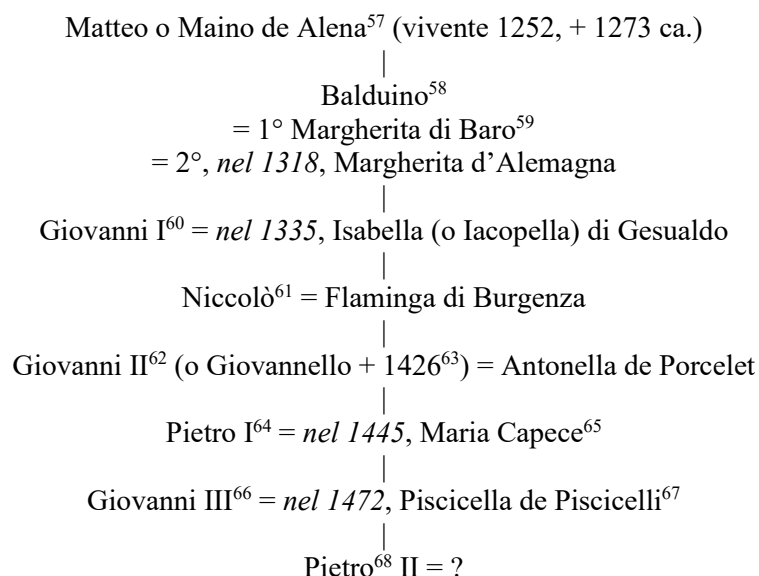 Matteo o Maino de Alena57 (vivente 1252, + 1273 ca.)
|
Balduino58
= 1° Margherita di Baro59
= 2°, nel 1318, Margherita d’Alemagna
|
Giovanni I60 = nel 1335, Isabella (o Iacopella) di Gesualdo
|
Niccolò61 = Flaminga di Burgenza
|
Giovanni II62 (o Giovannello + 142663) = Antonella de Porcelet
|
Pietro I64 = nel 1445, Maria Capece65
|
Giovanni III66 = nel 1472, Piscicella de Piscicelli67
|
Pietro68 II = ?